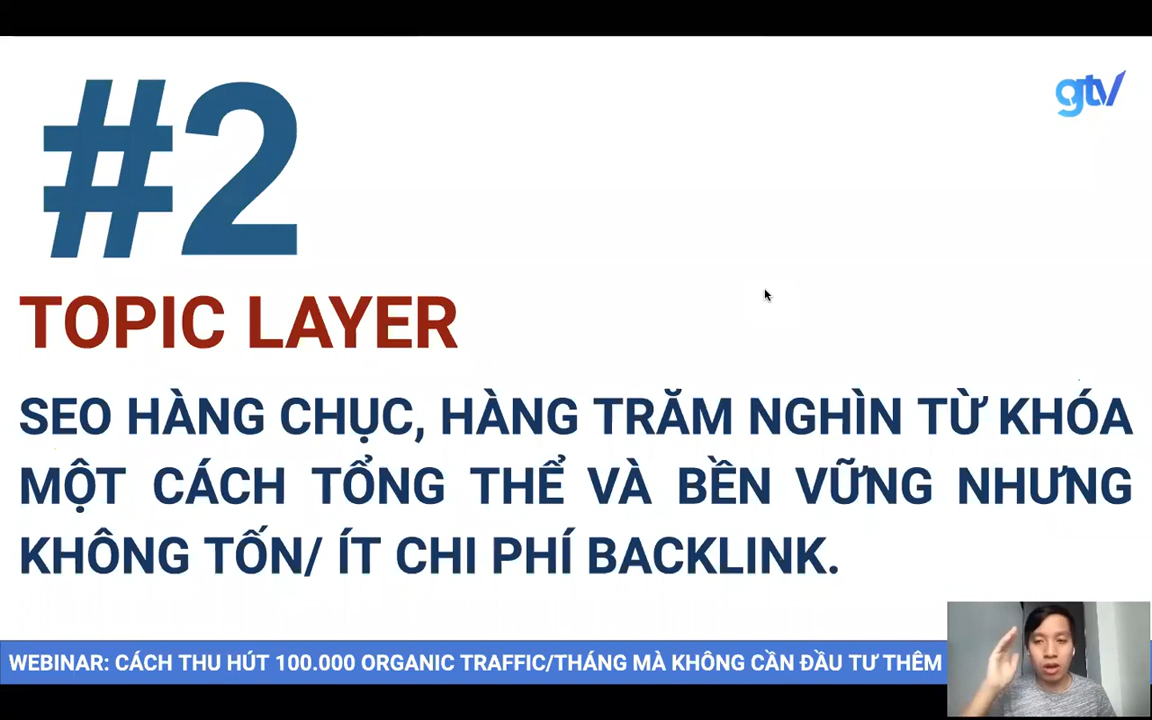 #2
gtv
TOPIC LAYER
SEO HÀNG CHỤC, HÀNG TRĂM NGHÌN TỪ KHÓA
MỘT CÁCH TỔNG THỂ VÀ BỀN VỮNG NHƯNG
KHÔNG TỐN/ ÍT CHI PHÍ BACKLINK.
WEBINAR: CÁCH THU HÚT 100.000 ORGANIC TRAFFIC/THÁNG MÀ KHÔNG CẦN ĐẦU TƯ THÊM